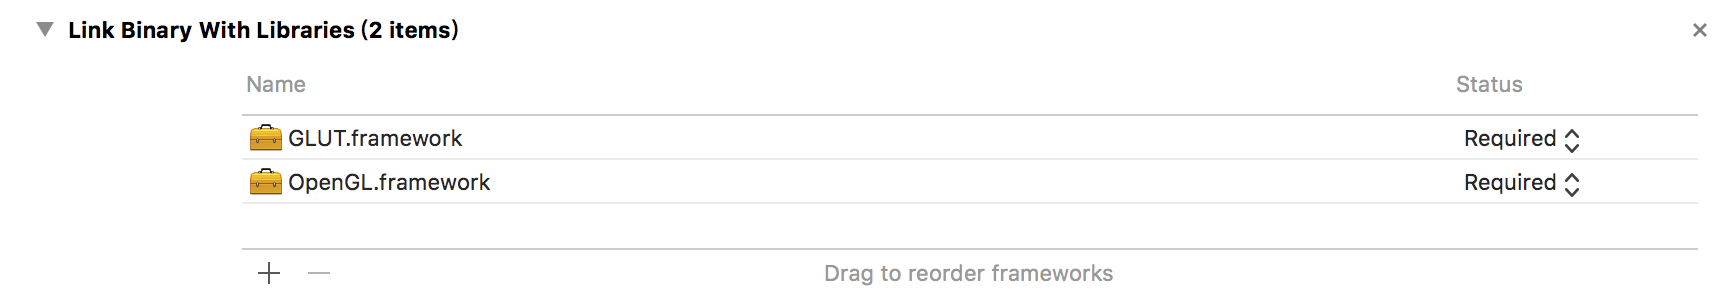 Link Binary With Libraries (2 items)
Name Status
GLUT.framework Required
OpenGL.framework Required
Drag to reorder frameworks